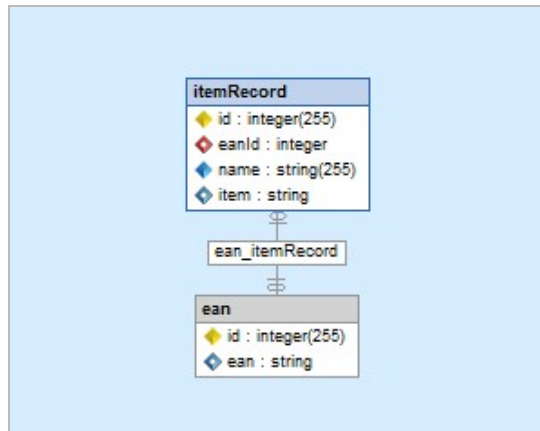 itemRecord
id : integer(255)
eanId : integer
name : string(255)
item : string
ean_itemRecord
ean
id : integer(255)
ean : string